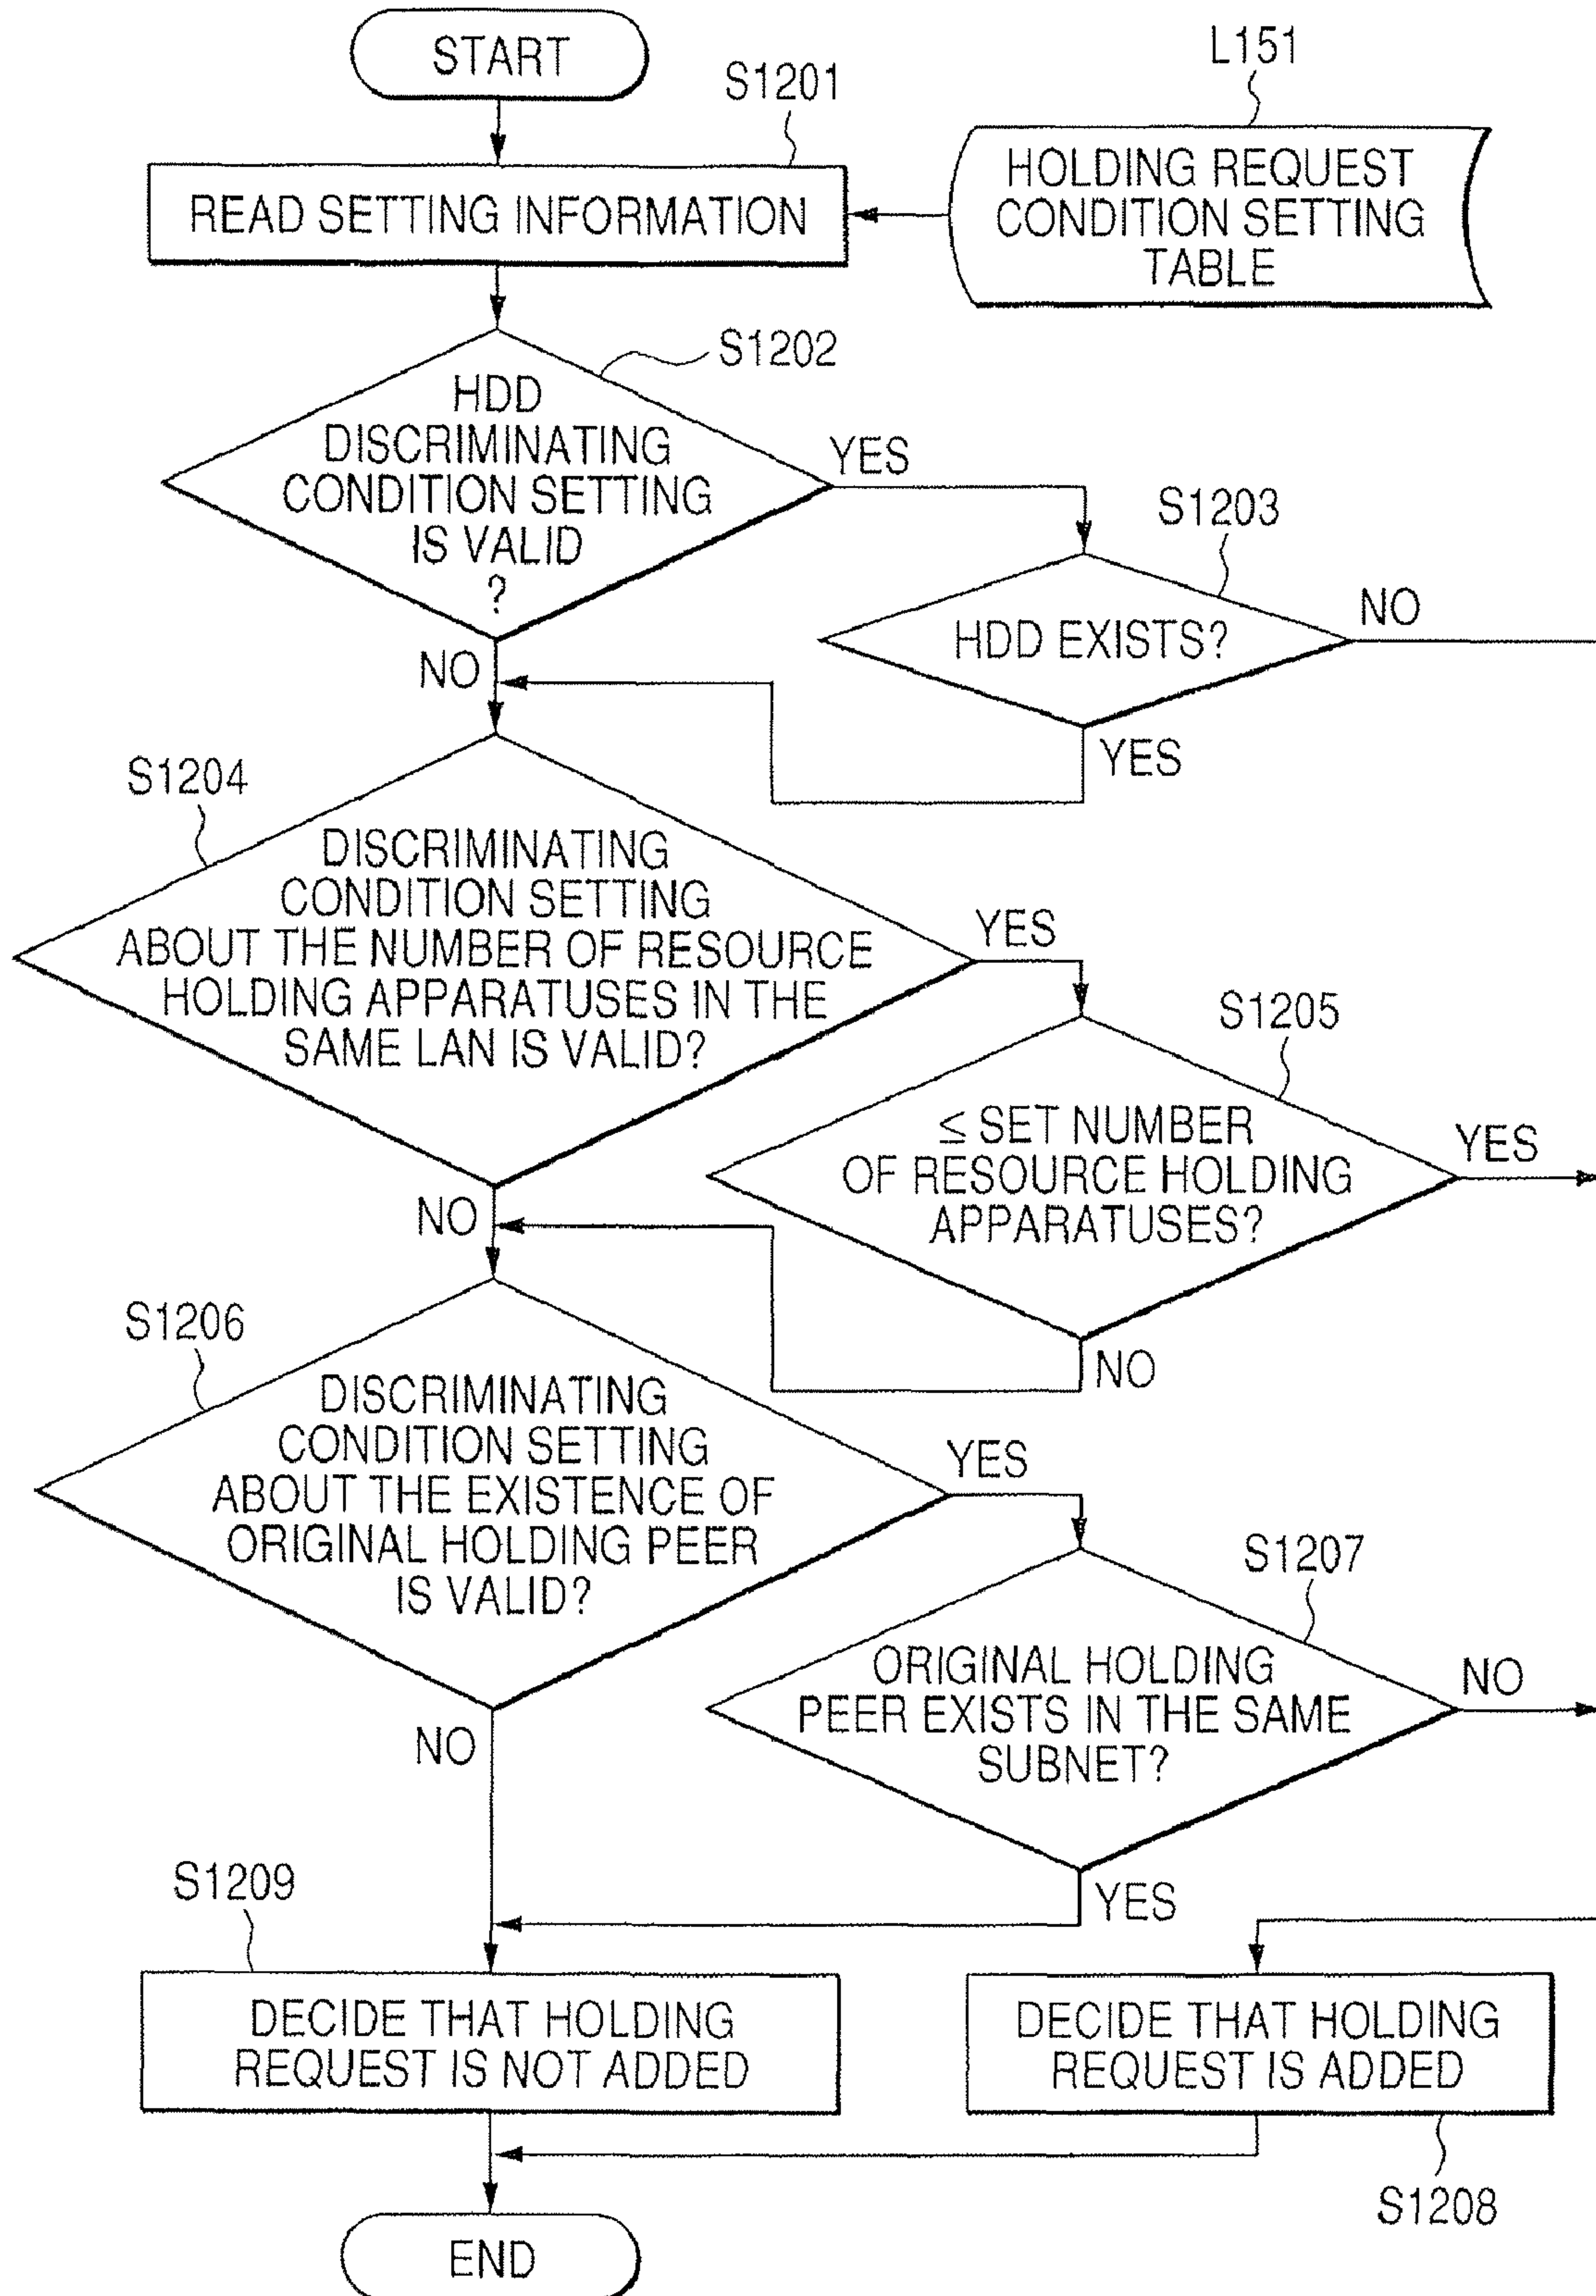 START
S1201
L151
READ SETTING INFORMATION
HOLDING REQUEST
CONDITION SETTING
TABLE
S1202
HDD
DISCRIMINATING
CONDITION SETTING
IS VALID
?
YES
S1203
HDD EXISTS?
NO
NO
YES
S1204
DISCRIMINATING
CONDITION SETTING
ABOUT THE NUMBER OF RESOURCE
HOLDING APPARATUSES IN THE
SAME LAN IS VALID?
YES
S1205
≤ SET NUMBER
OF RESOURCE HOLDING
APPARATUSES?
YES
NO
NO
S1206
DISCRIMINATING
CONDITION SETTING
ABOUT THE EXISTENCE OF
ORIGINAL HOLDING PEER
IS VALID?
YES
S1207
ORIGINAL HOLDING
PEER EXISTS IN THE SAME
SUBNET?
NO
NO
YES
S1209
DECIDE THAT HOLDING
REQUEST IS NOT ADDED
DECIDE THAT HOLDING
REQUEST IS ADDED
S1208
END